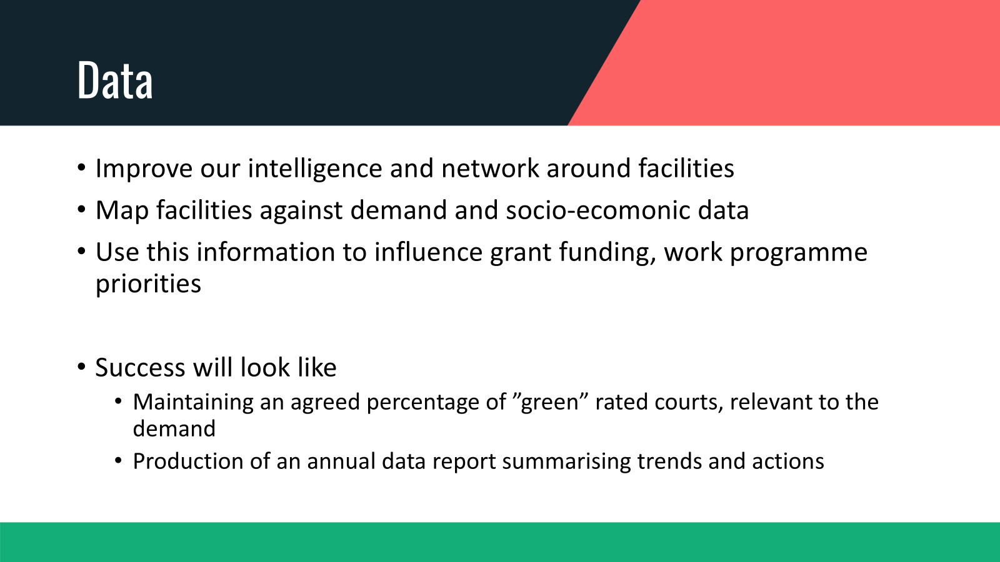 Data
• Improve our intelligence and network around facilities
• Map facilities against demand and socio-ecomonic data
• Use this information to influence grant funding, work programme
priorities
• Success will look like
• Maintaining an agreed percentage of ”green” rated courts, relevant to the
demand
• Production of an annual data report summarising trends and actions